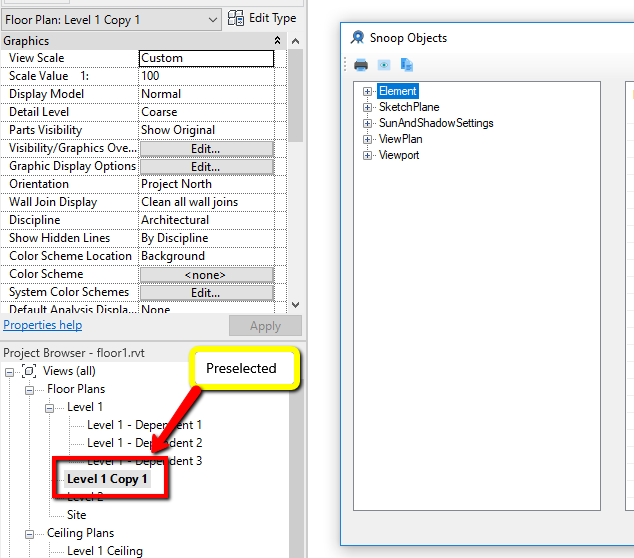 Floor Plan: Level 1 Copy 1
Edit Type
Graphics
View Scale Custom
Scale Value 1: 100
Display Model Normal
Detail Level Coarse
Parts Visibility Show Original
Visibility/Graphics Ove... Edit...
Graphic Display Options Edit...
Orientation Project North
Wall Join Display Clean all wall joins
Discipline Architectural
Show Hidden Lines By Discipline
Color Scheme Location Background
Color Scheme <none>
System Color Schemes Edit...
Default Analysis Displa... None
Properties help
Apply
Project Browser - floor1.rvt
Preselected
Views (all)
Floor Plans
Level 1
Level 1 - Dependent 1
Level 1 - Dependent 2
Level 1 - Dependent 3
Level 1 Copy 1
Level 2
Site
Ceiling Plans
Level 1 Ceiling
Snoop Objects
Element
SketchPlane
SunAndShadowSettings
ViewPlan
Viewport